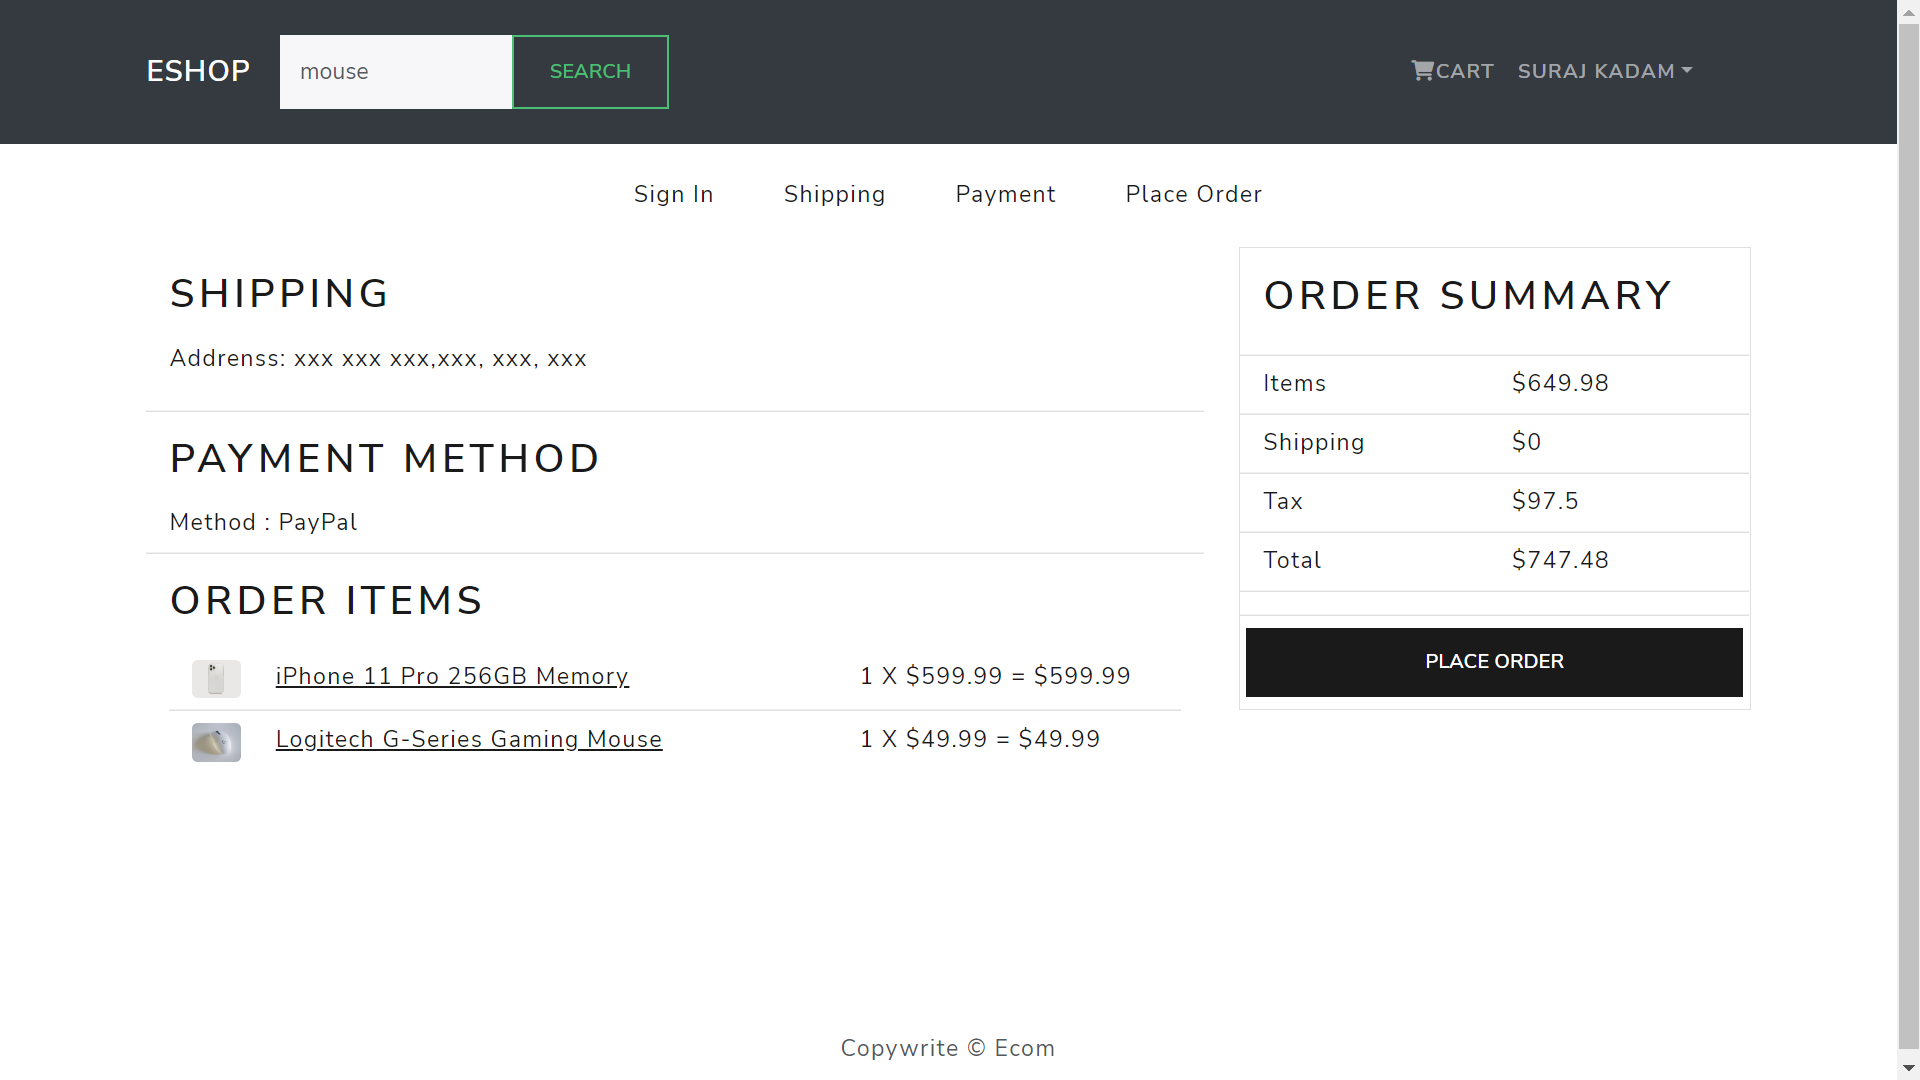 ESHOP mouse SEARCH CART SURAJ KADAM
Sign In Shipping Payment Place Order
SHIPPING
Addrenss: xxx xxx xxx,xxx, xxx, xxx
PAYMENT METHOD
Method : PayPal
ORDER ITEMS
iPhone 11 Pro 256GB Memory 1 X $599.99 = $599.99
Logitech G-Series Gaming Mouse 1 X $49.99 = $49.99
ORDER SUMMARY
Items $649.98
Shipping $0
Tax $97.5
Total $747.48
PLACE ORDER
Copywrite © Ecom